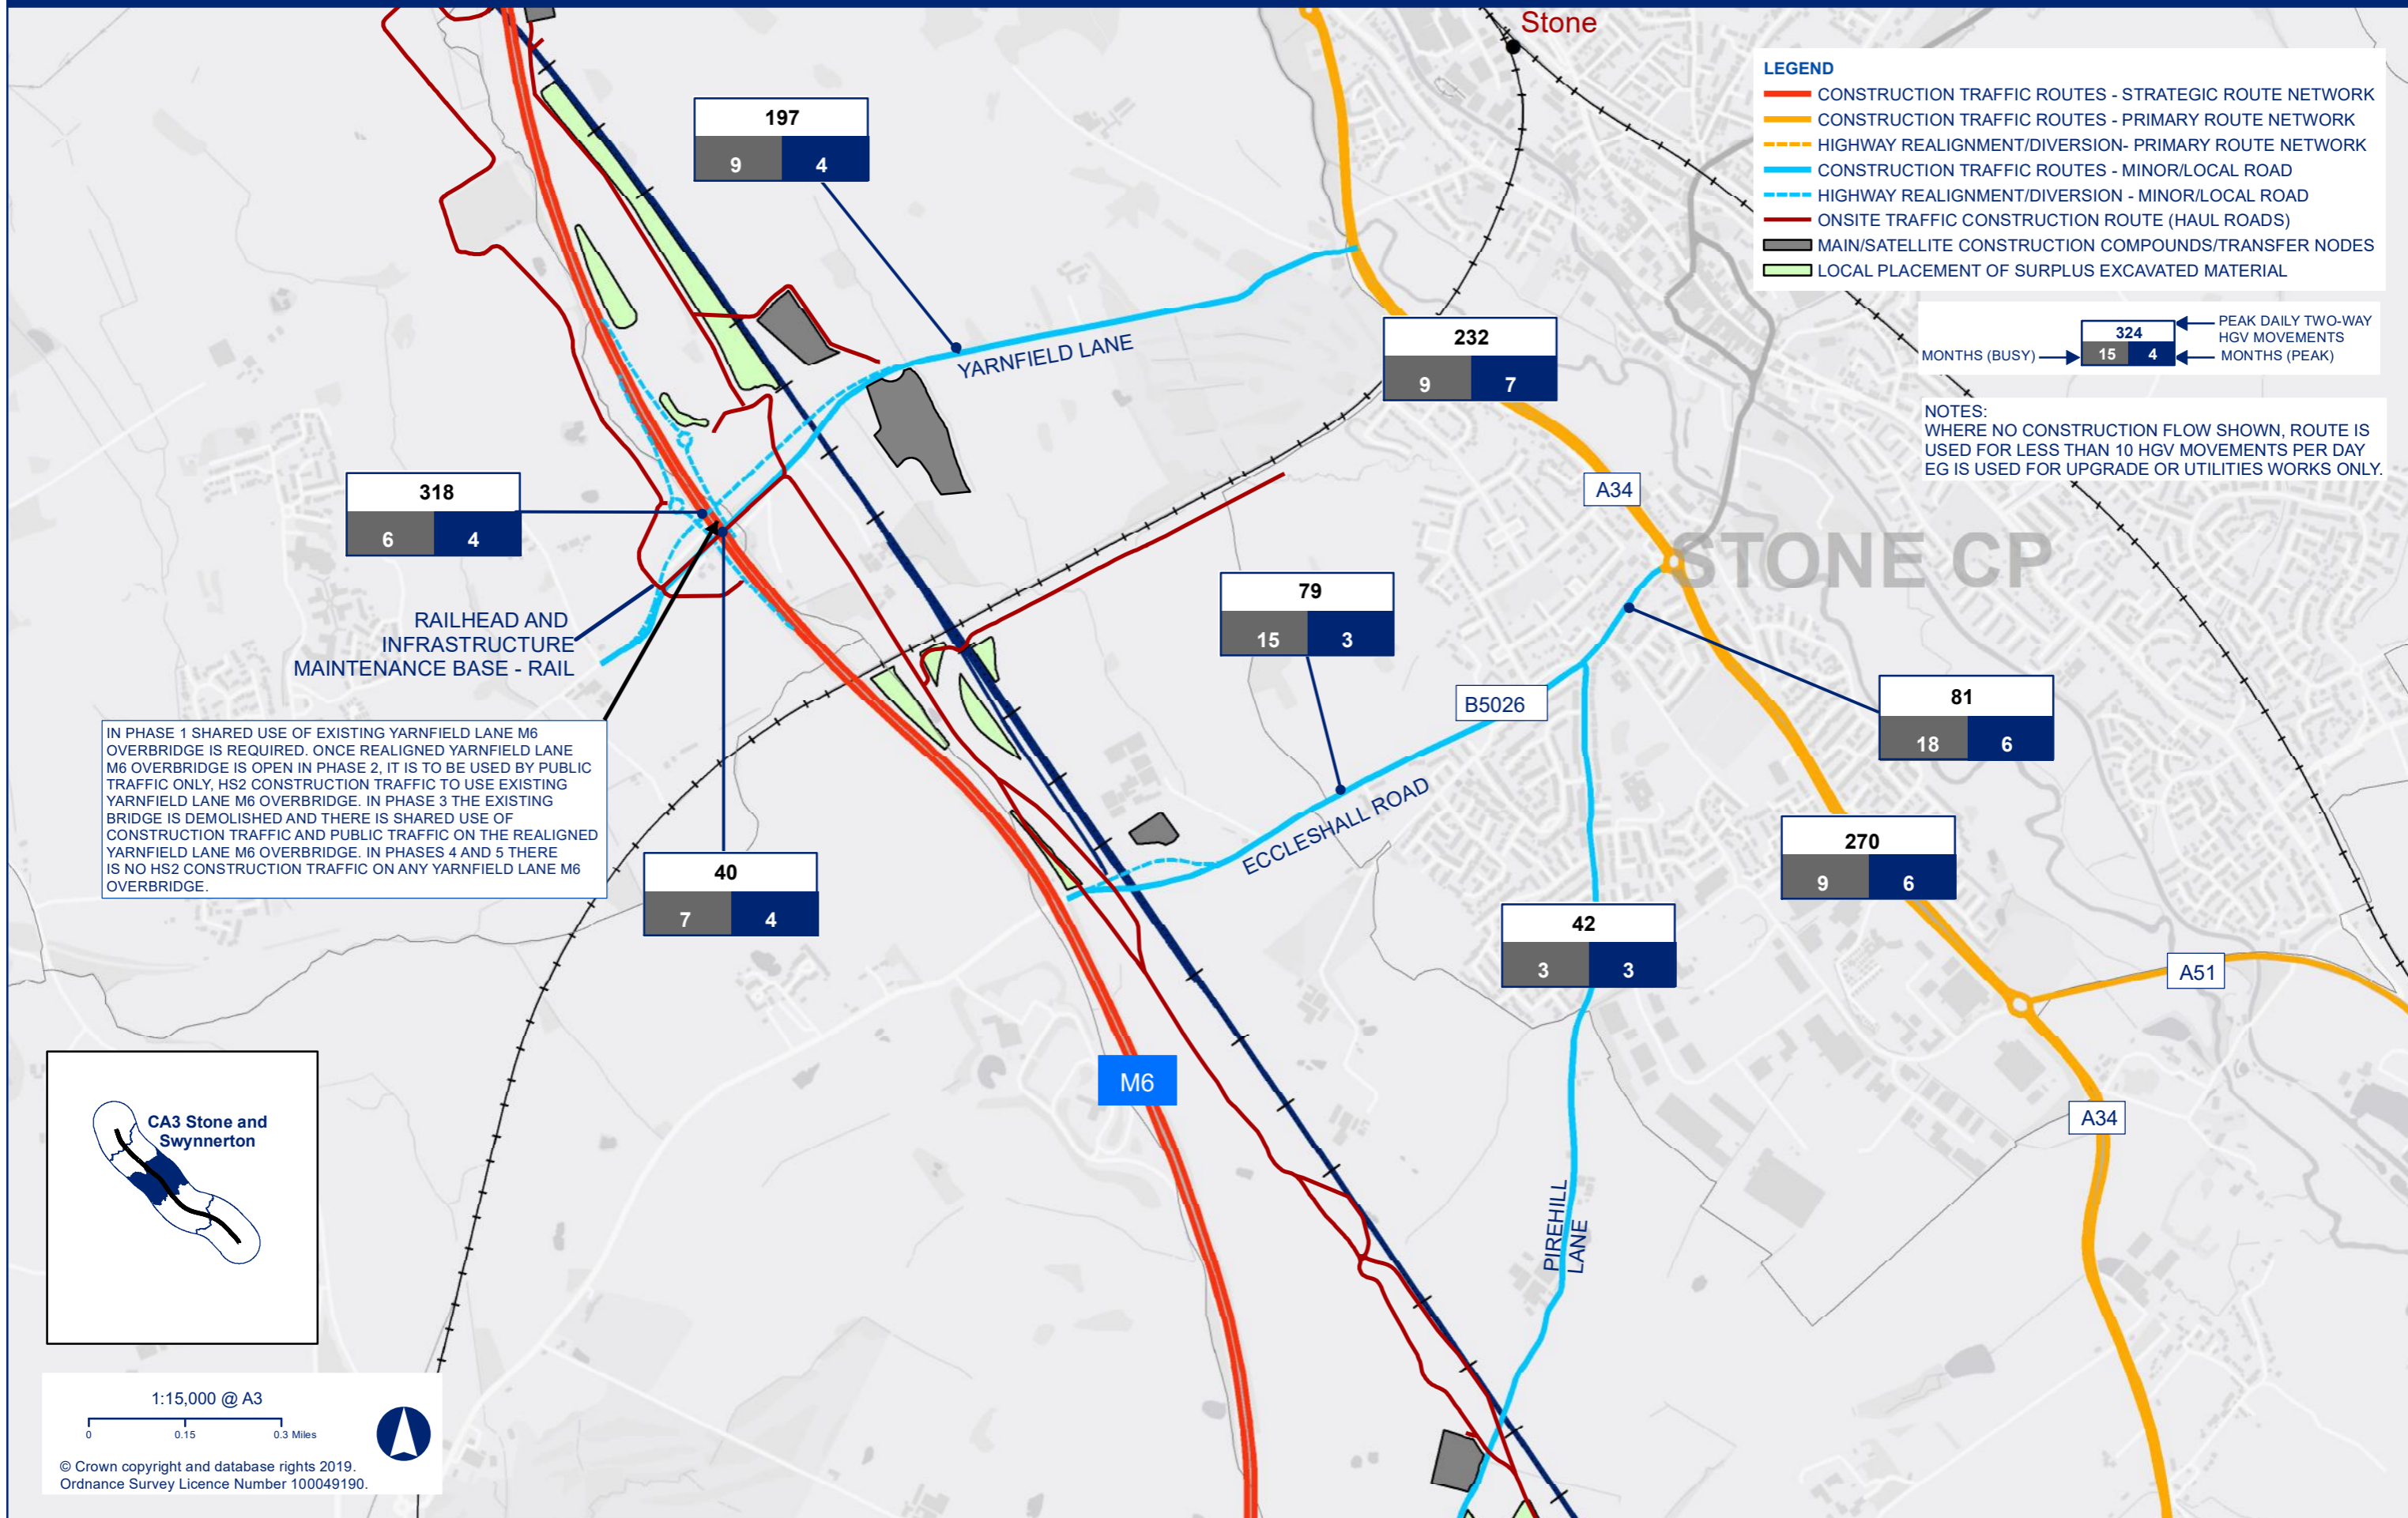 Stone
LEGEND
CONSTRUCTION TRAFFIC ROUTES - STRATEGIC ROUTE NETWORK
CONSTRUCTION TRAFFIC ROUTES - PRIMARY ROUTE NETWORK
HIGHWAY REALIGNMENT/DIVERSION- PRIMARY ROUTE NETWORK
CONSTRUCTION TRAFFIC ROUTES - MINOR/LOCAL ROAD
HIGHWAY REALIGNMENT/DIVERSION - MINOR/LOCAL ROAD
ONSITE TRAFFIC CONSTRUCTION ROUTE (HAUL ROADS)
MAIN/SATELLITE CONSTRUCTION COMPOUNDS/TRANSFER NODES
LOCAL PLACEMENT OF SURPLUS EXCAVATED MATERIAL
324
15 4
PEAK DAILY TWO-WAY
HGV MOVEMENTS
MONTHS (BUSY)
MONTHS (PEAK)
NOTES:
WHERE NO CONSTRUCTION FLOW SHOWN, ROUTE IS
USED FOR LESS THAN 10 HGV MOVEMENTS PER DAY
EG IS USED FOR UPGRADE OR UTILITIES WORKS ONLY.
197
9 4
YARNFIELD LANE
232
9 7
A34
318
6 4
STONE CP
RAILHEAD AND
INFRASTRUCTURE
MAINTENANCE BASE - RAIL
79
15 3
B5026
81
18 6
IN PHASE 1 SHARED USE OF EXISTING YARNFIELD LANE M6
OVERBRIDGE IS REQUIRED. ONCE REALIGNED YARNFIELD LANE
M6 OVERBRIDGE IS OPEN IN PHASE 2, IT IS TO BE USED BY PUBLIC
TRAFFIC ONLY, HS2 CONSTRUCTION TRAFFIC TO USE EXISTING
YARNFIELD LANE M6 OVERBRIDGE. IN PHASE 3 THE EXISTING
BRIDGE IS DEMOLISHED AND THERE IS SHARED USE OF
CONSTRUCTION TRAFFIC AND PUBLIC TRAFFIC ON THE REALIGNED
YARNFIELD LANE M6 OVERBRIDGE. IN PHASES 4 AND 5 THERE
IS NO HS2 CONSTRUCTION TRAFFIC ON ANY YARNFIELD LANE M6
OVERBRIDGE.
ECCLESHALL ROAD
40
7 4
270
9 6
42
3 3
A51
M6
A34
CA3 Stone and
Swynnerton
PIREHILL
LANE
1:15,000 @ A3
0 0.15 0.3 Miles
© Crown copyright and database rights 2019.
Ordnance Survey Licence Number 100049190.